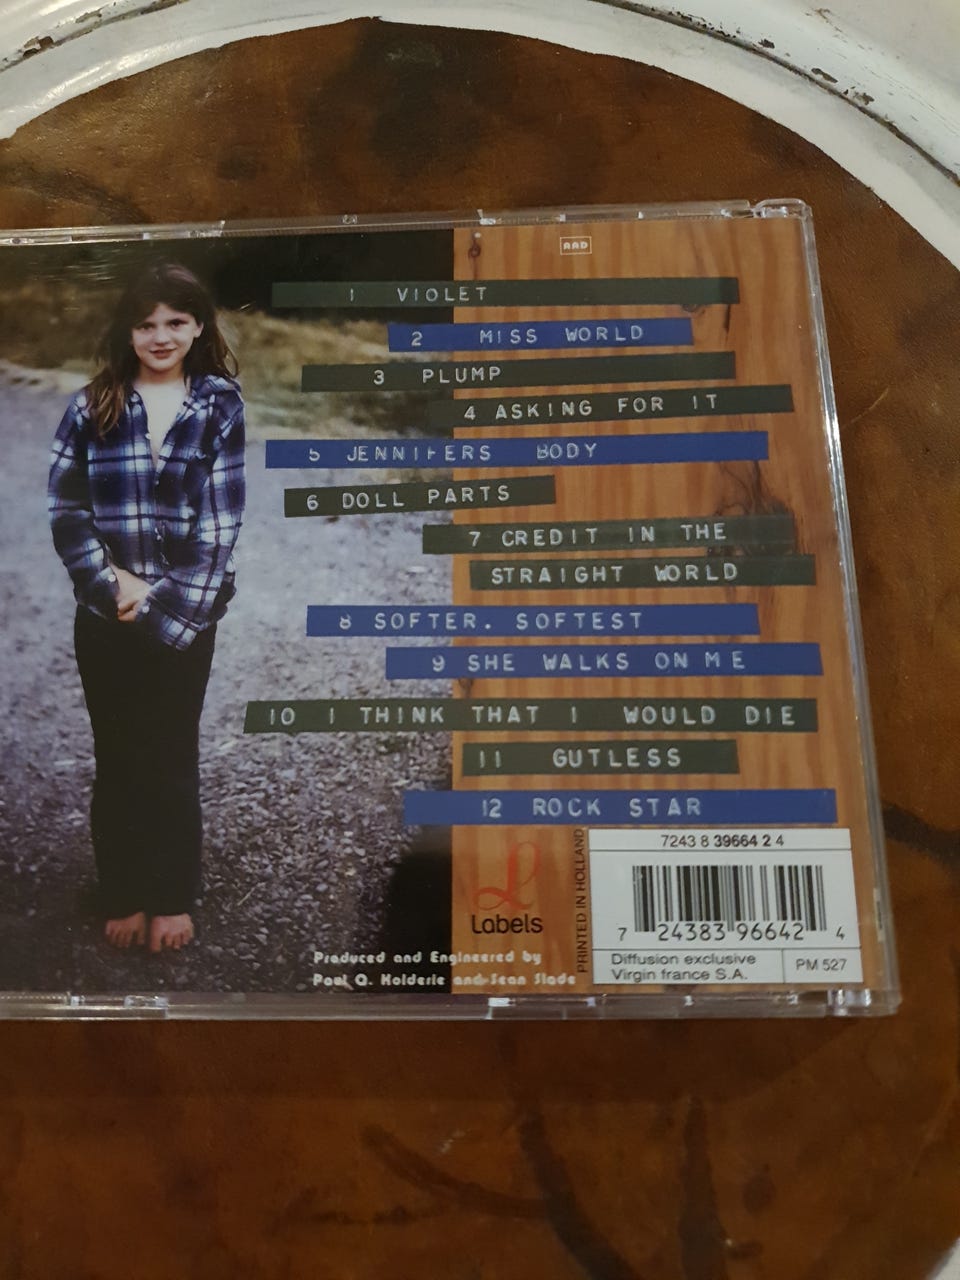 AAD
1 VIOLET
2 MISS WORLD
3 PLUMP
4 ASKING FOR IT
5 JENNIFERS BODY
6 DOLL PARTS
7 CREDIT IN THE
STRAIGHT WORLD
8 SOFTER. SOFTEST
9 SHE WALKS ON ME
10 I THINK THAT I WOULD DIE
11 GUTLESS
12 ROCK STAR
L
Labels
Produced and Engineered by
Paul Q. Kolderie and Sean Slade
PRINTED IN HOLLAND
7243 8 39664 2 4
7 24383 96642 4
Diffusion exclusive
Virgin france S.A.
PM 527